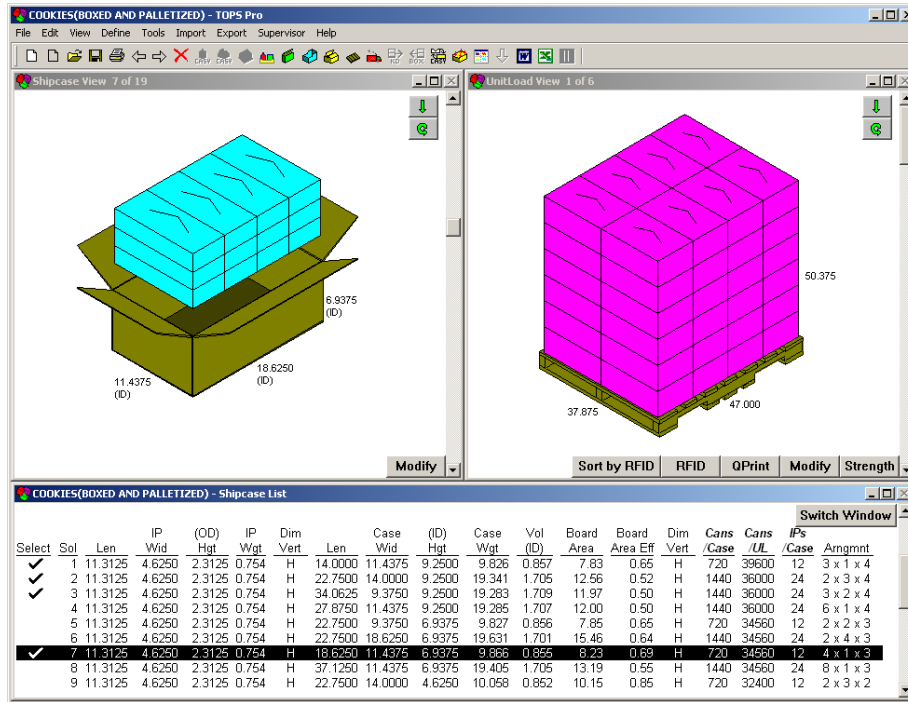 COOKIES(BOXED AND PALLETIZED) - TOPS Pro
File Edit View Define Tools Import Export Supervisor Help
Shipcase View 7 of 19
6.9375
(ID)
18.6250
(ID)
11.4375
(ID)
Modify
UnitLoad View 1 of 6
50.375
47.000
37.875
Sort by RFID RFID QPrint Modify Strength
COOKIES(BOXED AND PALLETIZED) - Shipcase List
Switch Window
IP (OD) IP Dim Case (ID) Case Vol Board Board Dim Cans Cans IPs
Select Sol Len Wid Hgt Wgt Vert Len Wid Hgt Wgt (ID) Area Area Eff Vert /Case /UL /Case Arngmnt
1 11.3125 4.6250 2.3125 0.754 H 14.0000 11.4375 9.2500 9.826 0.857 7.83 0.65 H 720 39600 12 3 x 1 x 4
2 11.3125 4.6250 2.3125 0.754 H 22.7500 14.0000 9.2500 19.341 1.705 12.56 0.52 H 1440 36000 24 2 x 3 x 4
3 11.3125 4.6250 2.3125 0.754 H 34.0625 9.3750 9.2500 19.283 1.709 11.97 0.50 H 1440 36000 24 3 x 2 x 4
4 11.3125 4.6250 2.3125 0.754 H 27.8750 11.4375 9.2500 19.285 1.707 12.00 0.50 H 1440 36000 24 6 x 1 x 4
5 11.3125 4.6250 2.3125 0.754 H 22.7500 9.3750 6.9375 9.827 0.856 7.85 0.65 H 720 34560 12 2 x 2 x 3
6 11.3125 4.6250 2.3125 0.754 H 22.7500 18.6250 6.9375 19.631 1.701 15.46 0.64 H 1440 34560 24 2 x 4 x 3
7 11.3125 4.6250 2.3125 0.754 H 18.6250 11.4375 6.9375 9.866 0.855 8.23 0.69 H 720 34560 12 4 x 1 x 3
8 11.3125 4.6250 2.3125 0.754 H 37.1250 11.4375 6.9375 19.405 1.705 13.19 0.55 H 1440 34560 24 8 x 1 x 3
9 11.3125 4.6250 2.3125 0.754 H 22.7500 14.0000 4.6250 10.058 0.852 10.15 0.85 H 720 32400 12 2 x 3 x 2